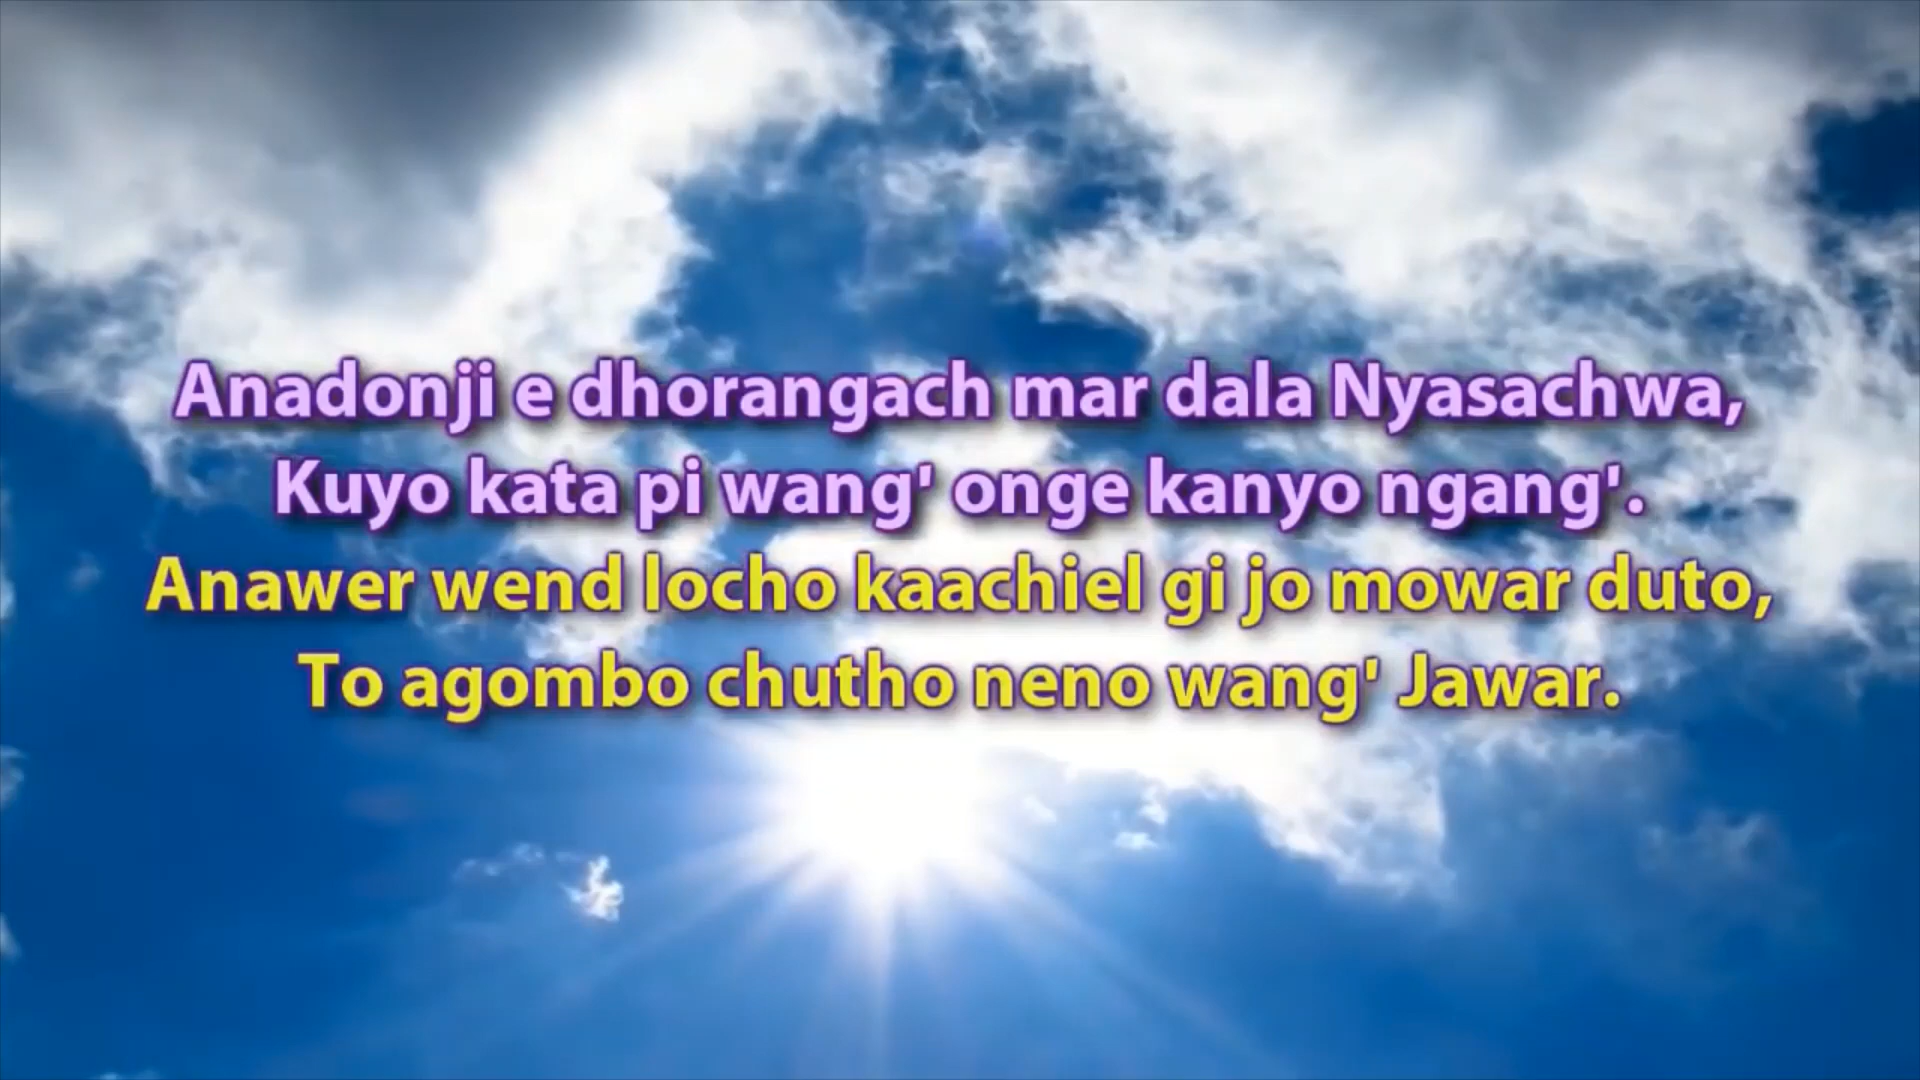 Anadonji e dhorangach mar dala Nyasachwa,
Kuyo kata pi wang' onge kanyo ngang'.
Anawer wend locho kaachiel gi jo mowar duto,
To agombo chutho neno wang' Jawar.